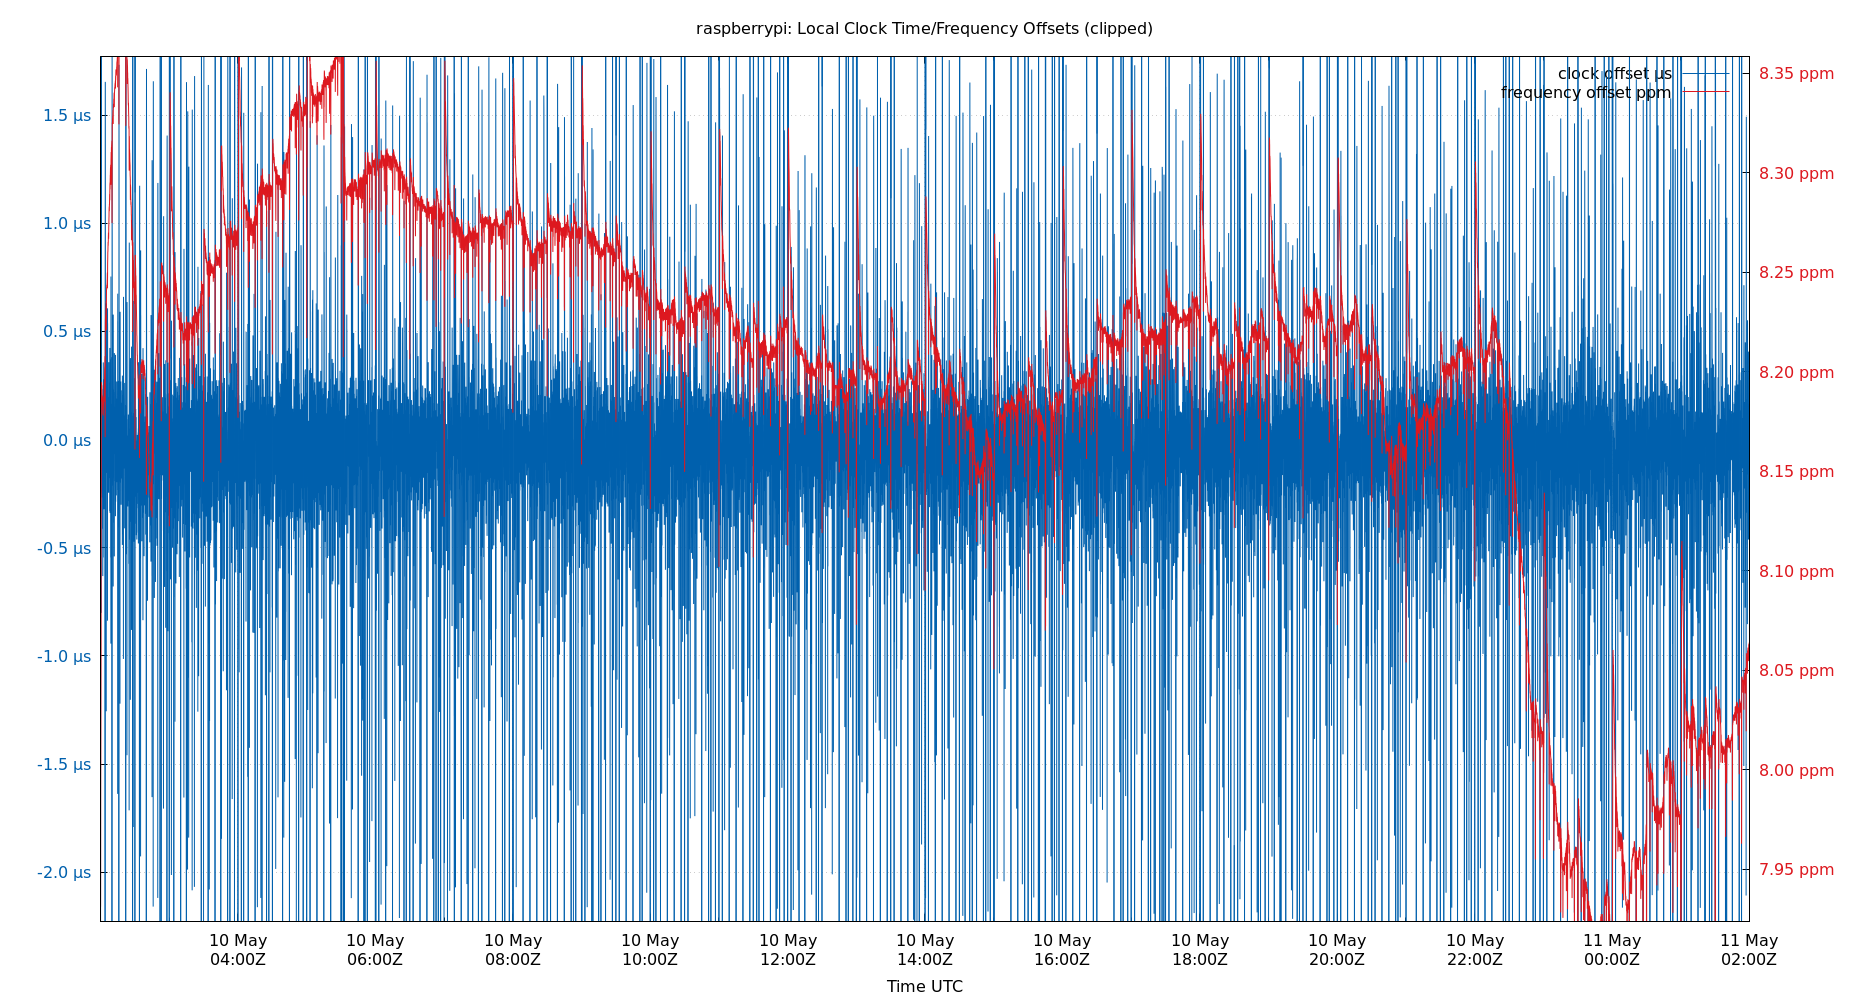 raspberrypi: Local Clock Time/Frequency Offsets (clipped)
clock offset µs
frequency offset ppm
1.5 µs
1.0 µs
0.5 µs
0.0 µs
-0.5 µs
-1.0 µs
-1.5 µs
-2.0 µs
8.35 ppm
8.30 ppm
8.25 ppm
8.20 ppm
8.15 ppm
8.10 ppm
8.05 ppm
8.00 ppm
7.95 ppm
10 May 10 May 10 May 10 May 10 May 10 May 10 May 10 May 10 May 10 May 11 May 11 May
04:00Z 06:00Z 08:00Z 10:00Z 12:00Z 14:00Z 16:00Z 18:00Z 20:00Z 22:00Z 00:00Z 02:00Z
Time UTC